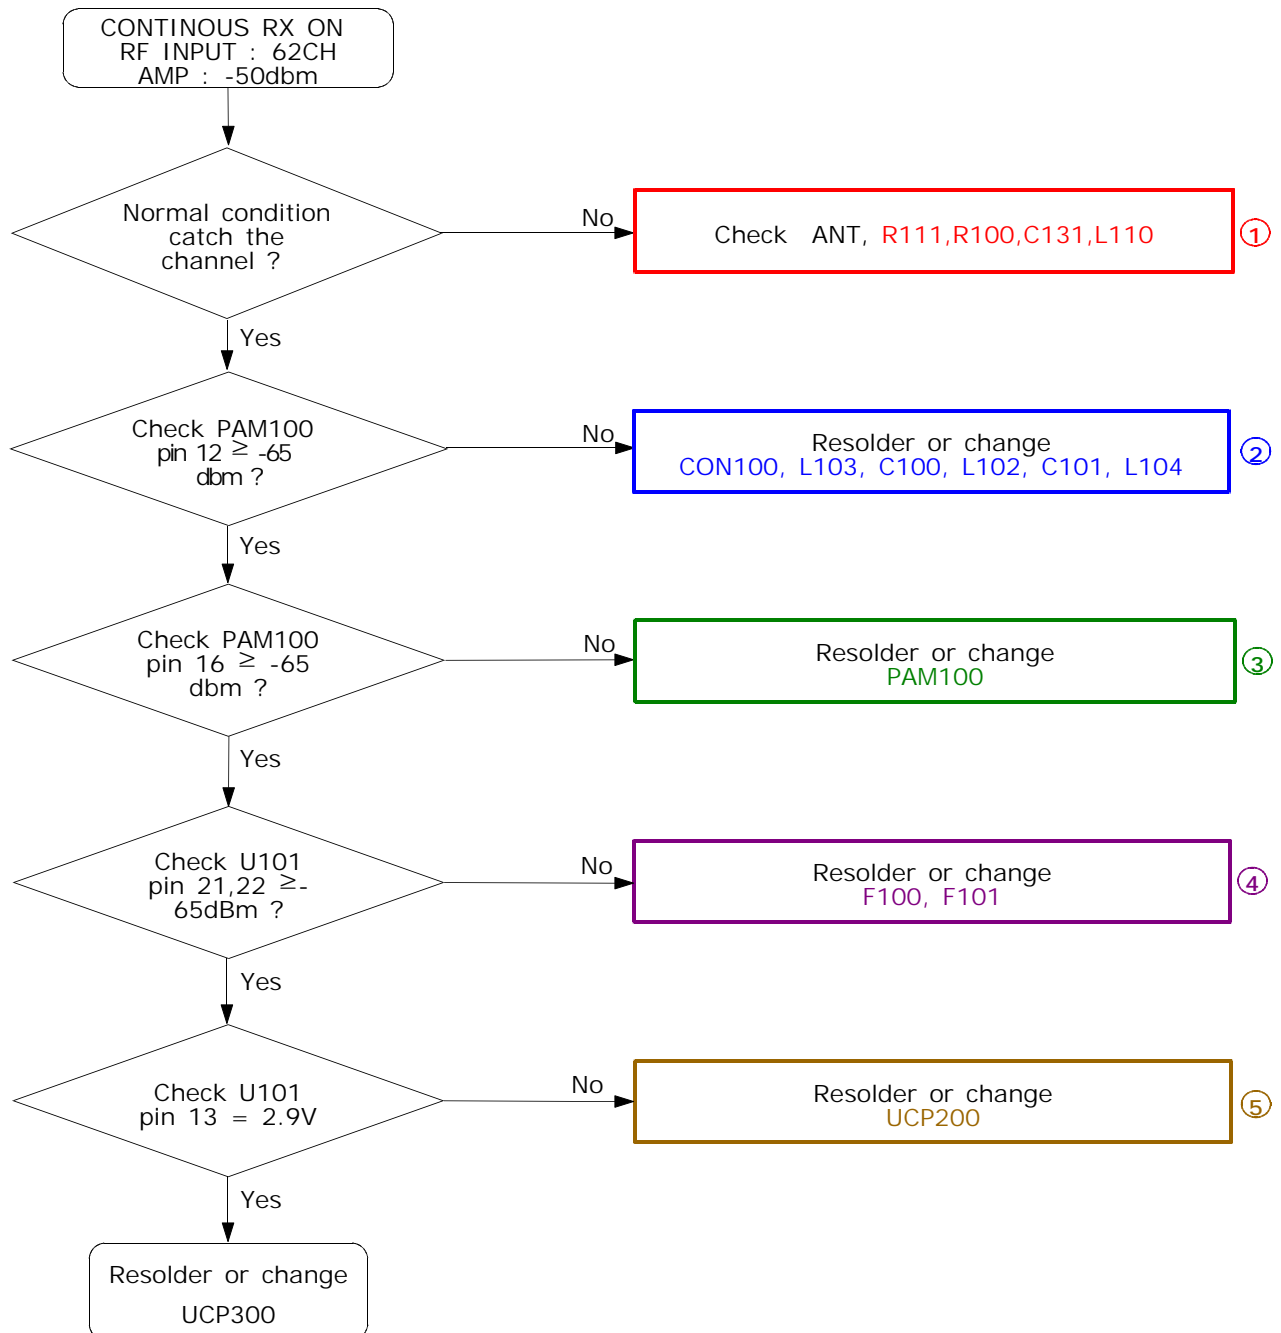 CONTINOUS RX ON
RF INPUT : 62CH
AMP : -50dbm
Normal condition
catch the
channel ?
No
Check ANT, R111,R100,C131,L110
1
Yes
Check PAM100
pin 12 ≥ -65
dbm ?
No
Resolder or change
CON100, L103, C100, L102, C101, L104
2
Yes
Check PAM100
pin 16 ≥ -65
dbm ?
No
Resolder or change
PAM100
3
Yes
Check U101
pin 21,22 ≥-
65dBm ?
No
Resolder or change
F100, F101
4
Yes
Check U101
pin 13 = 2.9V
No
Resolder or change
UCP200
5
Yes
Resolder or change
UCP300